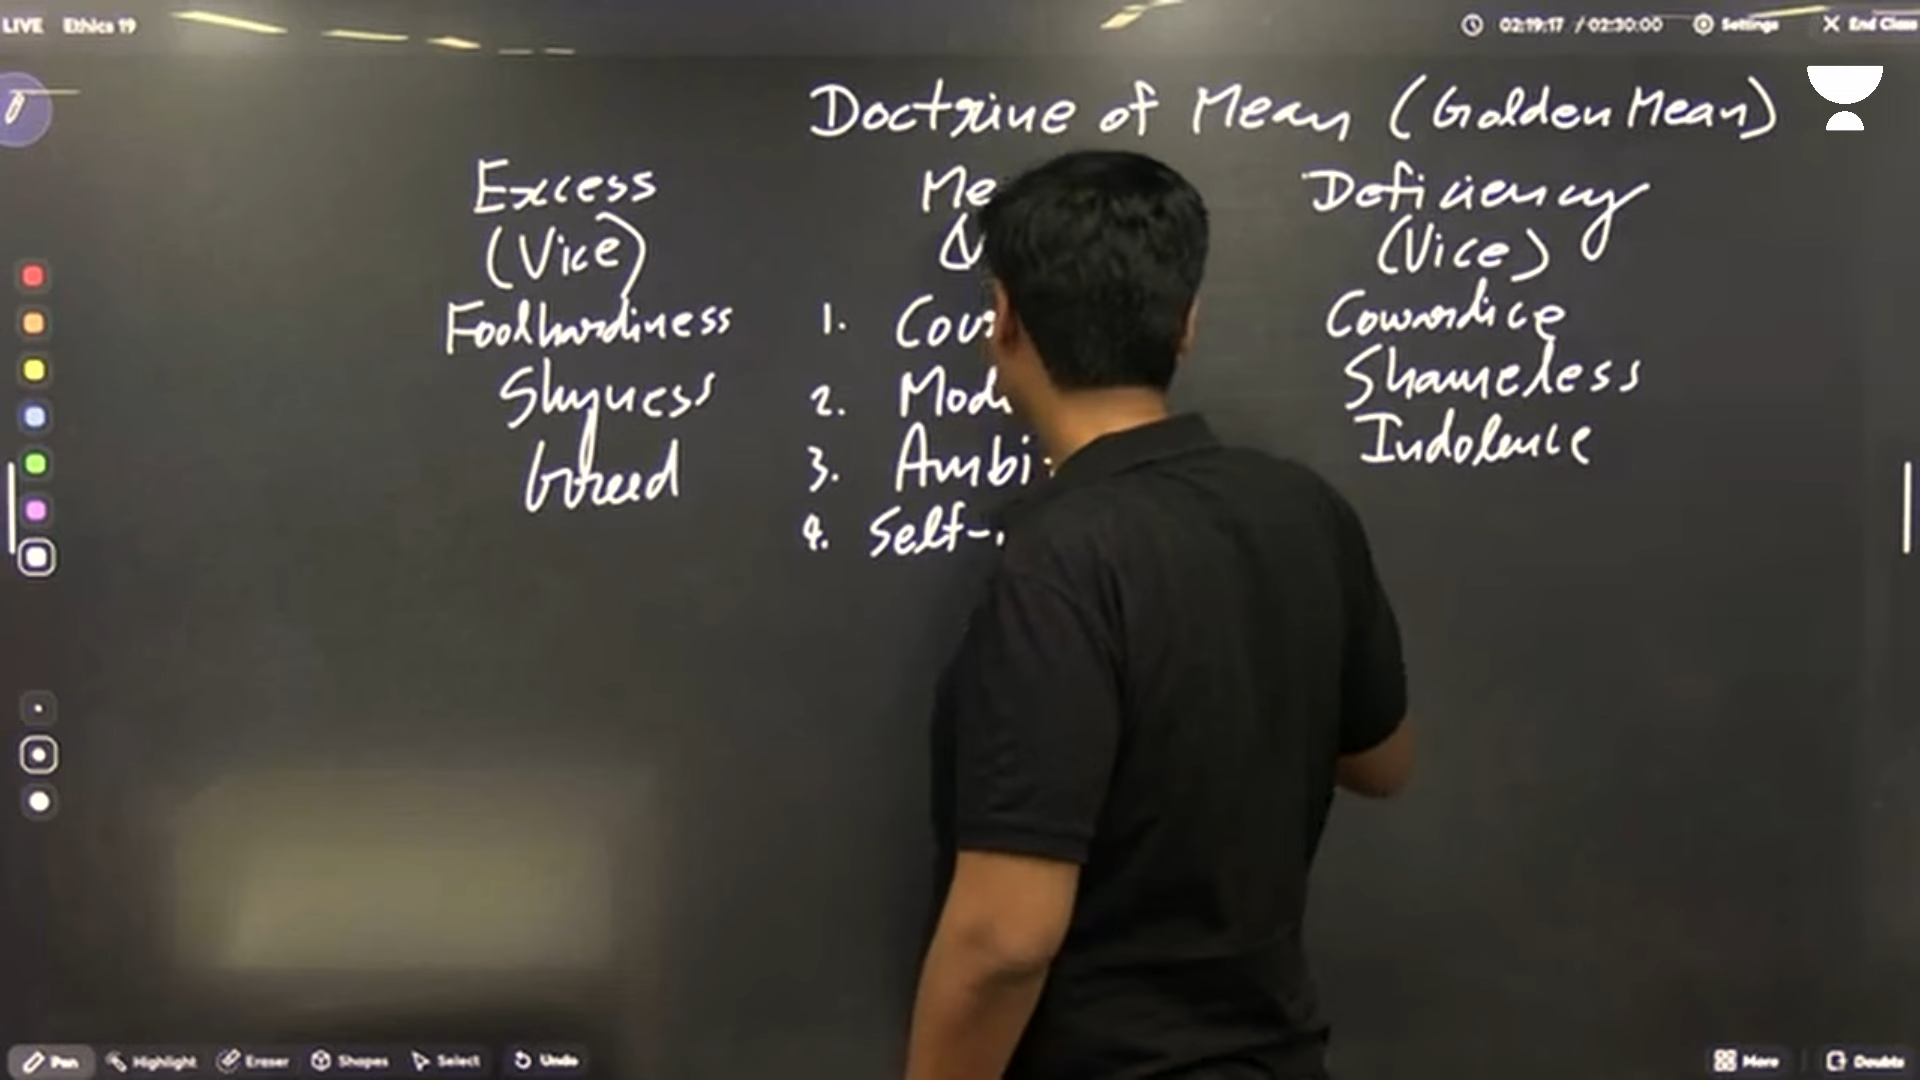 LIVE Ethics 19 02:19:17 / 02:30:00 Settings End Class
Doctrine of Mean (Golden Mean)
Excess Me Deficiency
(Vice) (V (Vice)
Foolhardiness 1. Cou Cowardice
Shyness 2. Mod Shameless
Greed 3. Ambi Indolence
4. Self-
Pen Highlight Eraser Shapes Select Undo More Doubts